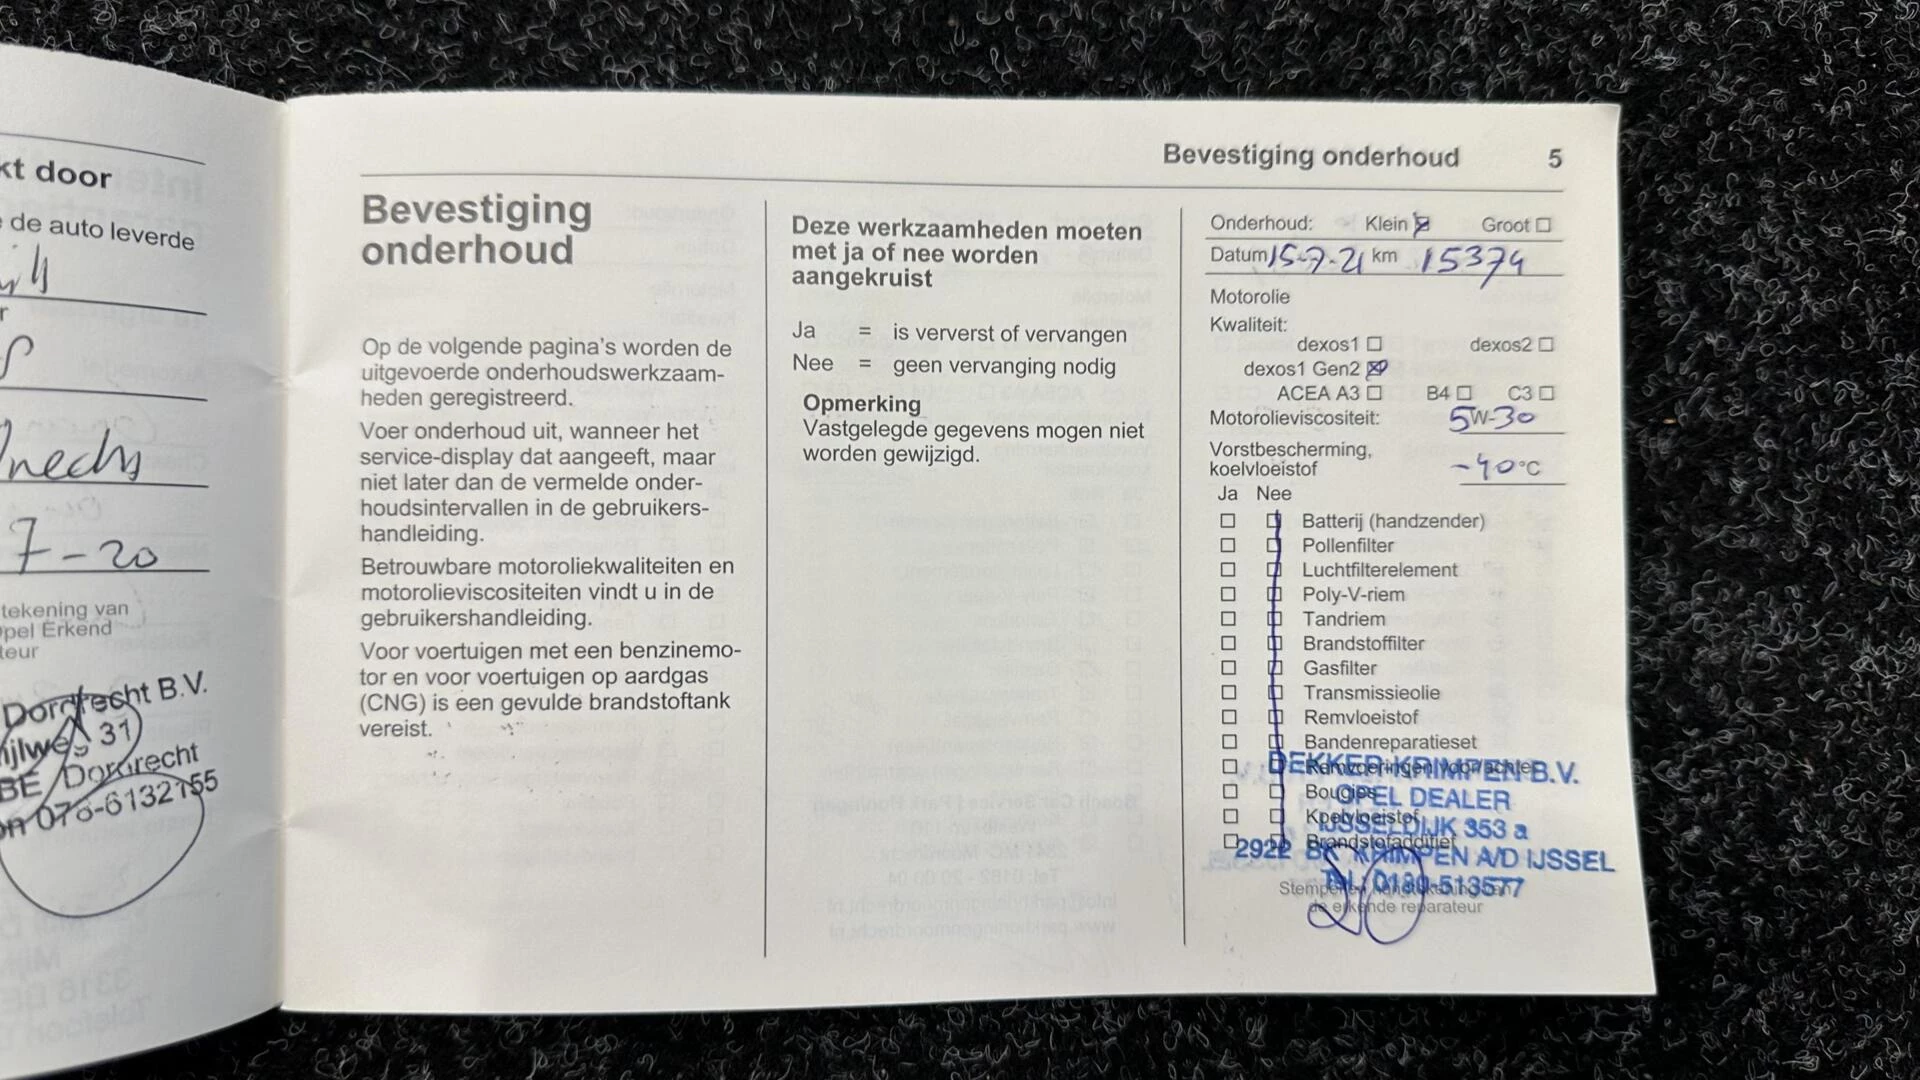 kt door
de auto leverde
7-20
tekening van
pel Erkend
teur
Dordrecht B.V.
31
BE Dordrecht
078-6132155
Bevestiging onderhoud 5
Bevestiging
onderhoud
Op de volgende pagina's worden de
uitgevoerde onderhoudswerkzaam-
heden geregistreerd.
Voer onderhoud uit, wanneer het
service-display dat aangeeft, maar
niet later dan de vermelde onder-
houdsintervallen in de gebruikers-
handleiding.
Betrouwbare motoroliekwaliteiten en
motorolieviscositeiten vindt u in de
gebruikershandleiding.
Voor voertuigen met een benzinemo-
tor en voor voertuigen op aardgas
(CNG) is een gevulde brandstoftank
vereist.
Deze werkzaamheden moeten
met ja of nee worden
aangekruist
Ja = is ververst of vervangen
Nee = geen vervanging nodig
Opmerking
Vastgelegde gegevens mogen niet
worden gewijzigd.
Onderhoud: Klein Groot
Datum 15-7-21 km 15374
Motorolie
Kwaliteit:
dexos1 dexos2
dexos1 Gen2
ACEA A3 B4 C3
Motorolieviscositeit: 5W-30
Vorstbescherming,
koelvloeistof -40°C
Ja Nee
Batterij (handzender)
Pollenfilter
Luchtfilterelement
Poly-V-riem
Tandriem
Brandstoffilter
Gasfilter
Transmissieolie
Remvloeistof
Bandenreparatieset
DEKKER KRIMPEN B.V.
Bougies
OPEL DEALER
Koelvloeistof
IJSSELDIJK 353 a
Brandstofadditief
2922 BK KRIMPEN A/D IJSSEL
Tel.: 0180-513577
de erkende reparateur